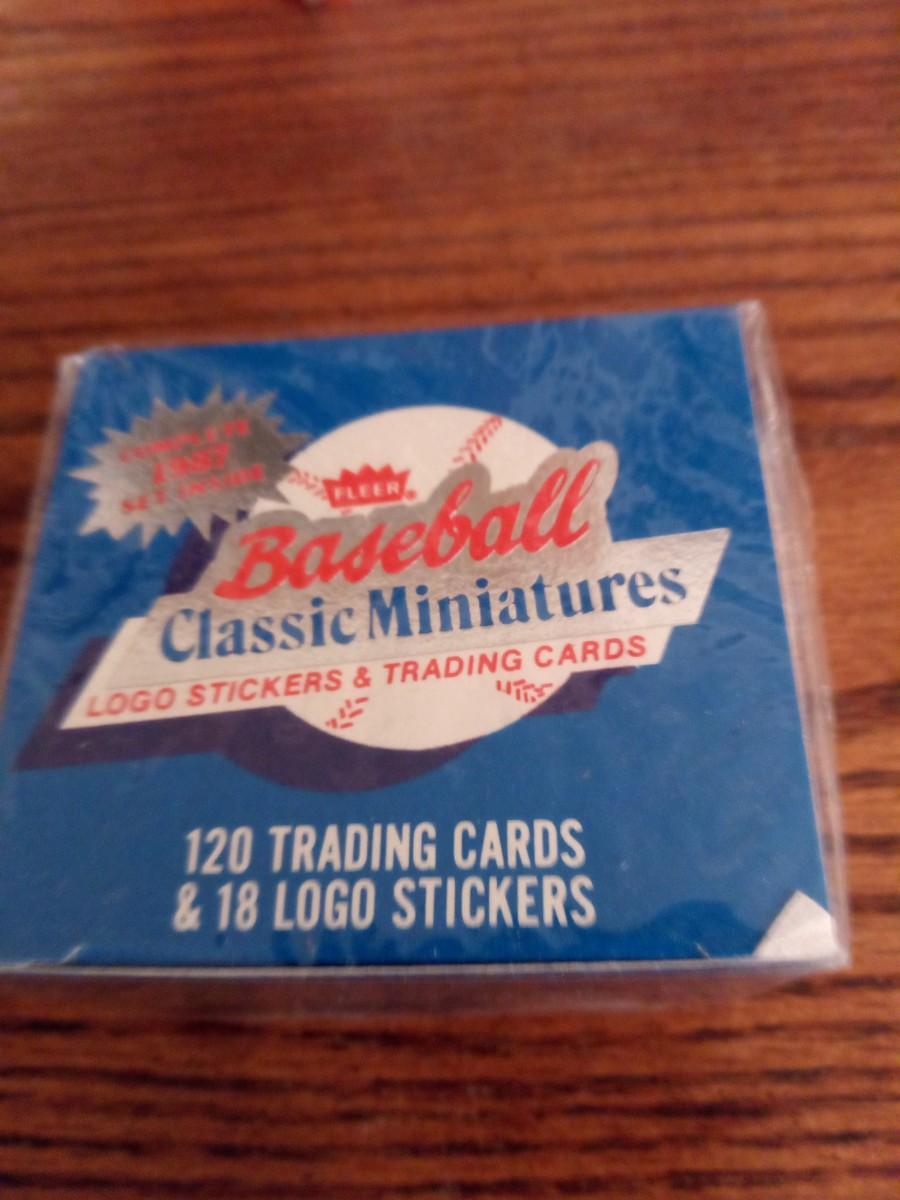 COMPLETE
1987
SET INSIDE
FLEER®
Baseball
Classic Miniatures
LOGO STICKERS & TRADING CARDS
120 TRADING CARDS
& 18 LOGO STICKERS